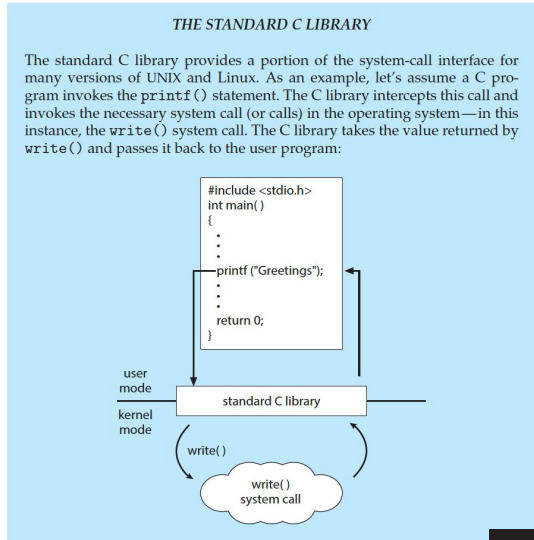 THE STANDARD C LIBRARY
The standard C library provides a portion of the system-call interface for
many versions of UNIX and Linux. As an example, let's assume a C pro-
gram invokes the printf() statement. The C library intercepts this call and
invokes the necessary system call (or calls) in the operating system—in this
instance, the write() system call. The C library takes the value returned by
write() and passes it back to the user program:
#include <stdio.h>
int main( )
{
•
•
•
printf ("Greetings");
•
•
•
return 0;
}
user
mode
standard C library
kernel
mode
write( )
write( )
system call